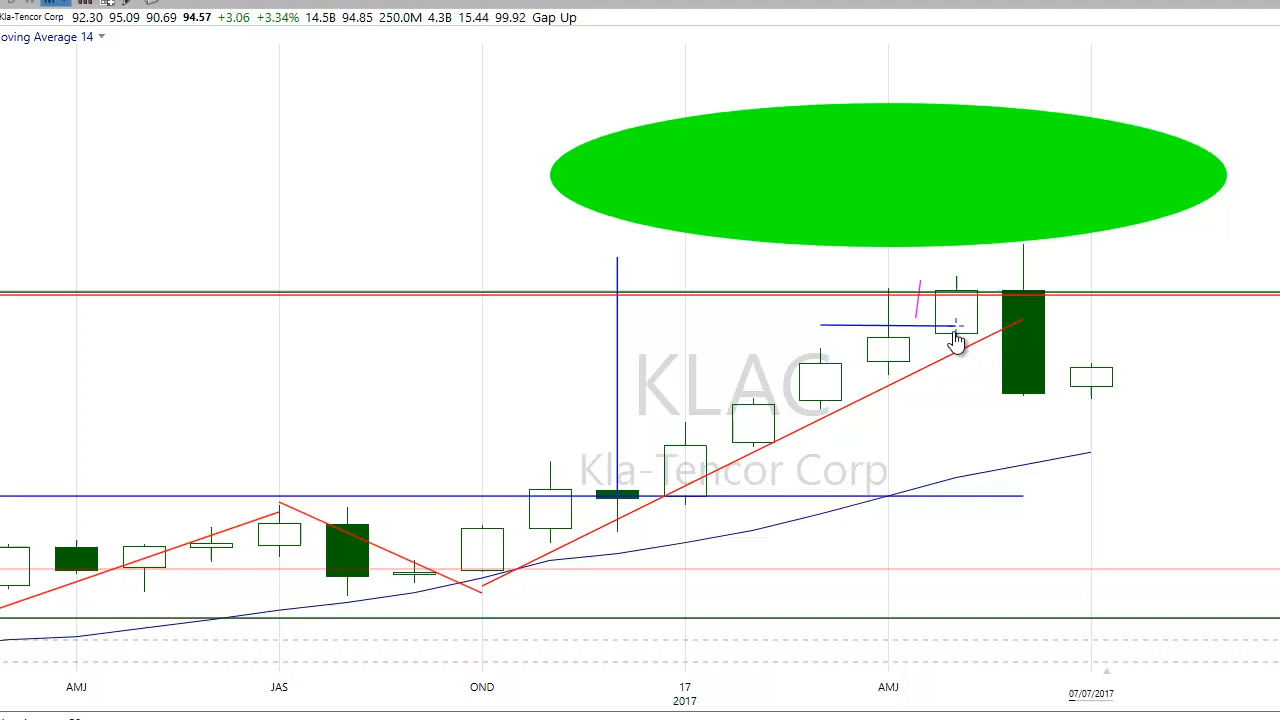 Kla-Tencor Corp 92.30 95.09 90.69 94.57 +3.06 +3.34% 14.5B 94.85 250.0M 4.3B 15.44 99.92 Gap Up
oving Average 14
KLAC
Kla-Tencor Corp
AMJ JAS OND 17 AMJ 07/07/2017
2017